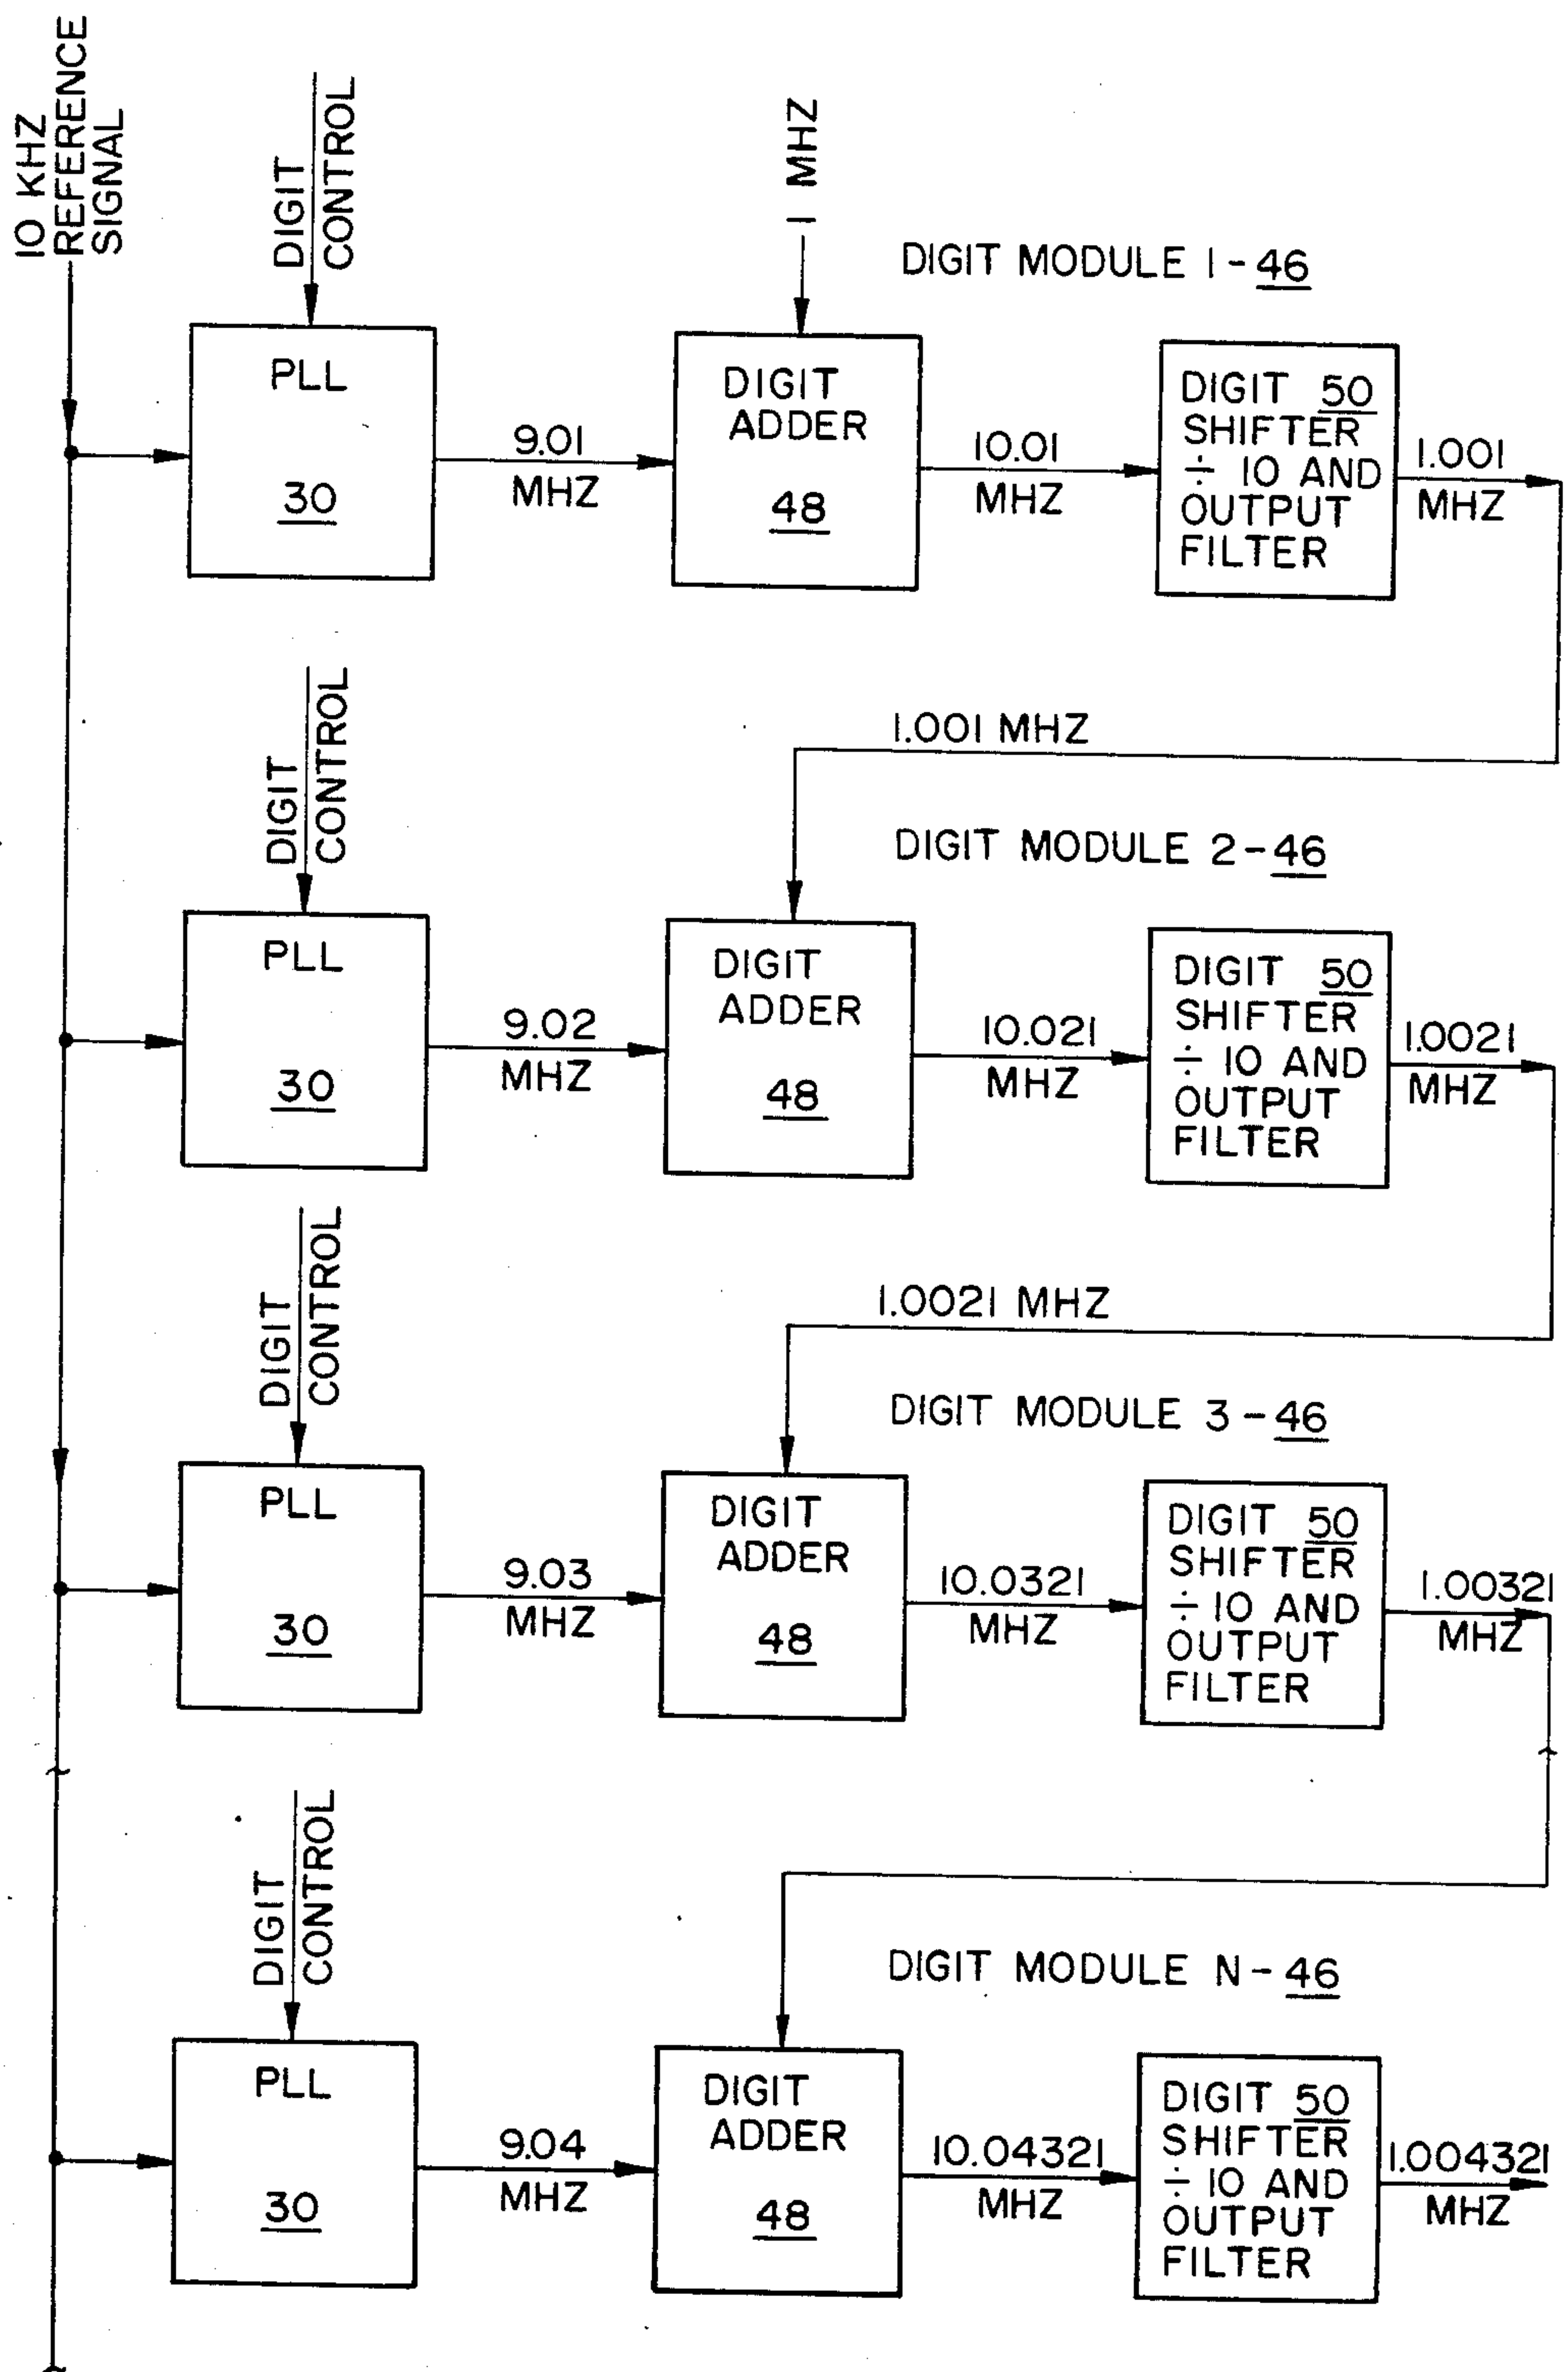 10 KHZ
REFERENCE
SIGNAL
DIGIT
CONTROL
1 MHZ
DIGIT MODULE 1-46
PLL
30
9.01
MHZ
DIGIT
ADDER
48
10.01
MHZ
DIGIT 50
SHIFTER
÷ 10 AND
OUTPUT
FILTER
1.001
MHZ
1.001 MHZ
DIGIT
CONTROL
DIGIT MODULE 2-46
PLL
30
9.02
MHZ
DIGIT
ADDER
48
10.021
MHZ
DIGIT 50
SHIFTER
÷ 10 AND
OUTPUT
FILTER
1.0021
MHZ
1.0021 MHZ
DIGIT
CONTROL
DIGIT MODULE 3-46
PLL
30
9.03
MHZ
DIGIT
ADDER
48
10.0321
MHZ
DIGIT 50
SHIFTER
÷ 10 AND
OUTPUT
FILTER
1.00321
MHZ
DIGIT
CONTROL
DIGIT MODULE N-46
PLL
30
9.04
MHZ
DIGIT
ADDER
48
10.04321
MHZ
DIGIT 50
SHIFTER
÷ 10 AND
OUTPUT
FILTER
1.004321
MHZ